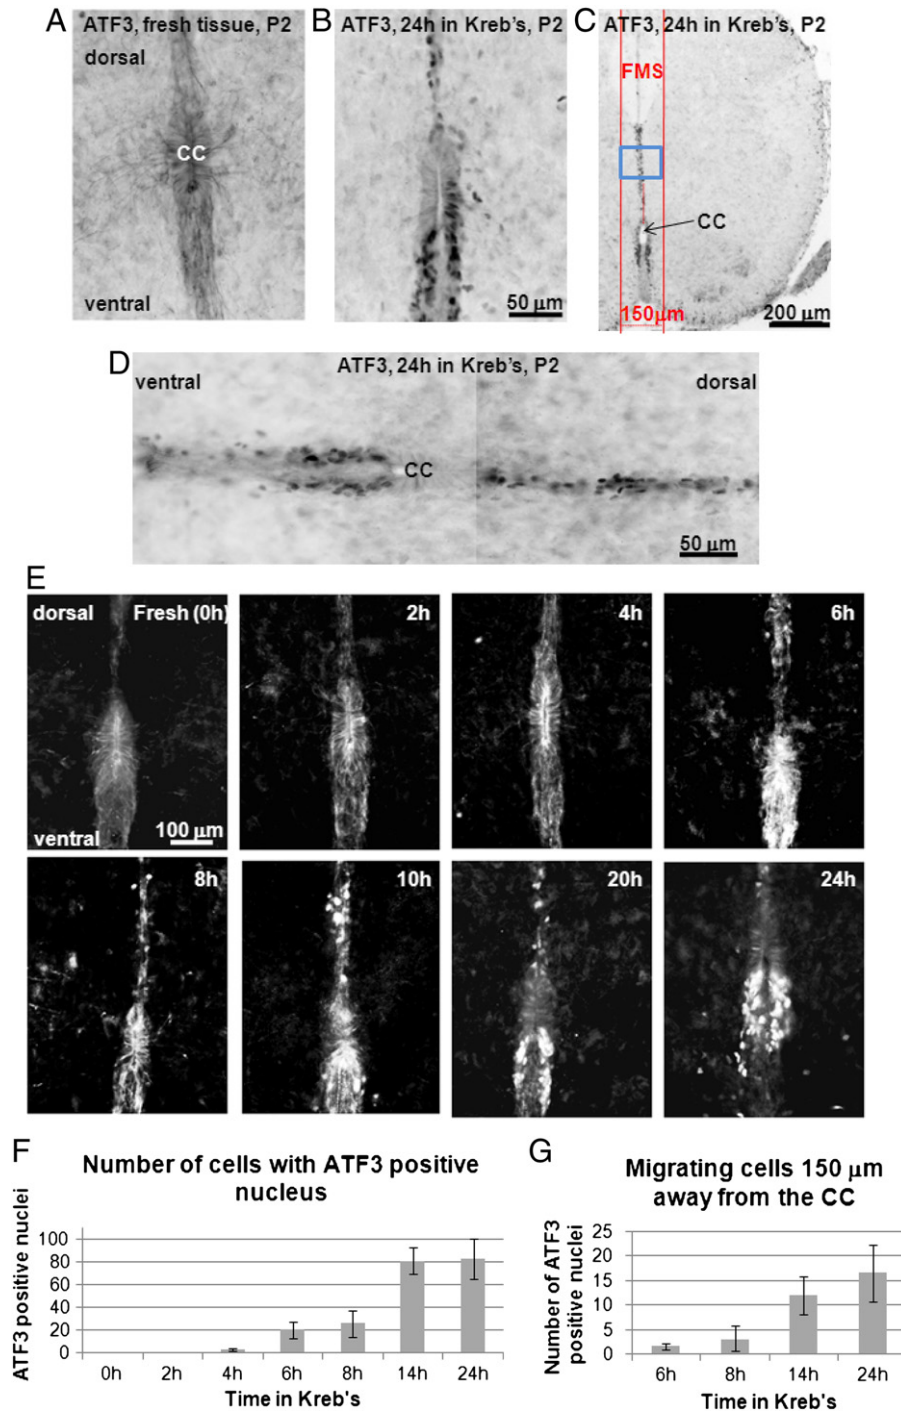 A
ATF3, fresh tissue, P2
dorsal
CC
ventral
B
ATF3, 24h in Kreb's, P2
50 μm
C
ATF3, 24h in Kreb's, P2
FMS
CC
150μm
200 μm
D
ATF3, 24h in Kreb's, P2
ventral
dorsal
CC
50 μm
E
dorsal
Fresh (0h)
ventral
100 μm
2h
4h
6h
8h
10h
20h
24h
F
Number of cells with ATF3 positive
nucleus
ATF3 positive nuclei
100
80
60
40
20
0
0h 2h 4h 6h 8h 14h 24h
Time in Kreb's
G
Migrating cells 150 μm
away from the CC
Number of ATF3
positive nuclei
25
20
15
10
5
0
6h 8h 14h 24h
Time in Kreb's